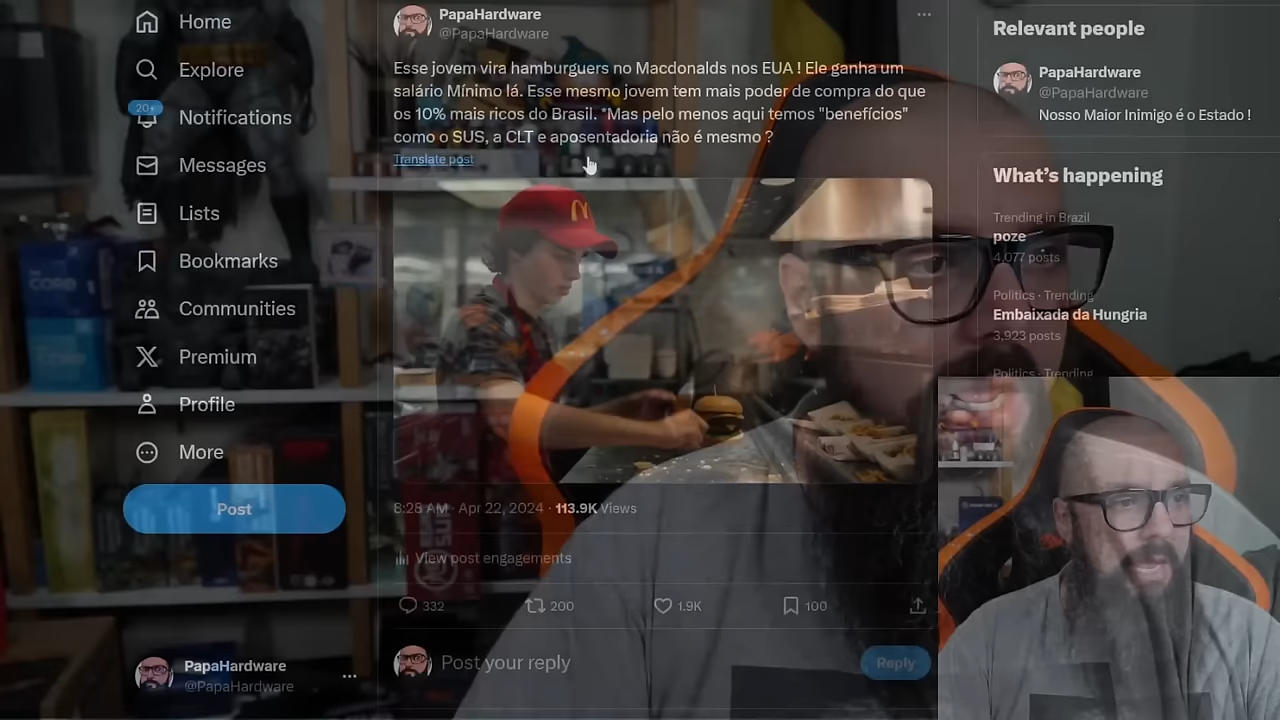 Home
Explore
20+
Notifications
Messages
Lists
Bookmarks
Communities
Premium
Profile
More
Post
PapaHardware
@PapaHardware
PapaHardware
@PapaHardware
Esse jovem vira hamburguers no Macdonalds nos EUA ! Ele ganha um
salário Mínimo lá. Esse mesmo jovem tem mais poder de compra do que
os 10% mais ricos do Brasil. *Mas pelo menos aqui temos "benefícios"
como o SUS, a CLT e aposentadoria não é mesmo ?
Translate post
8:28 AM · Apr 22, 2024 · 113.9K Views
View post engagements
332 200 1.9K 100
Post your reply
Reply
Relevant people
PapaHardware
@PapaHardware
Nosso Maior Inimigo é o Estado !
What's happening
Trending in Brazil
poze
4,077 posts
Politics · Trending
Embaixada da Hungria
3,923 posts
Politics · Trending